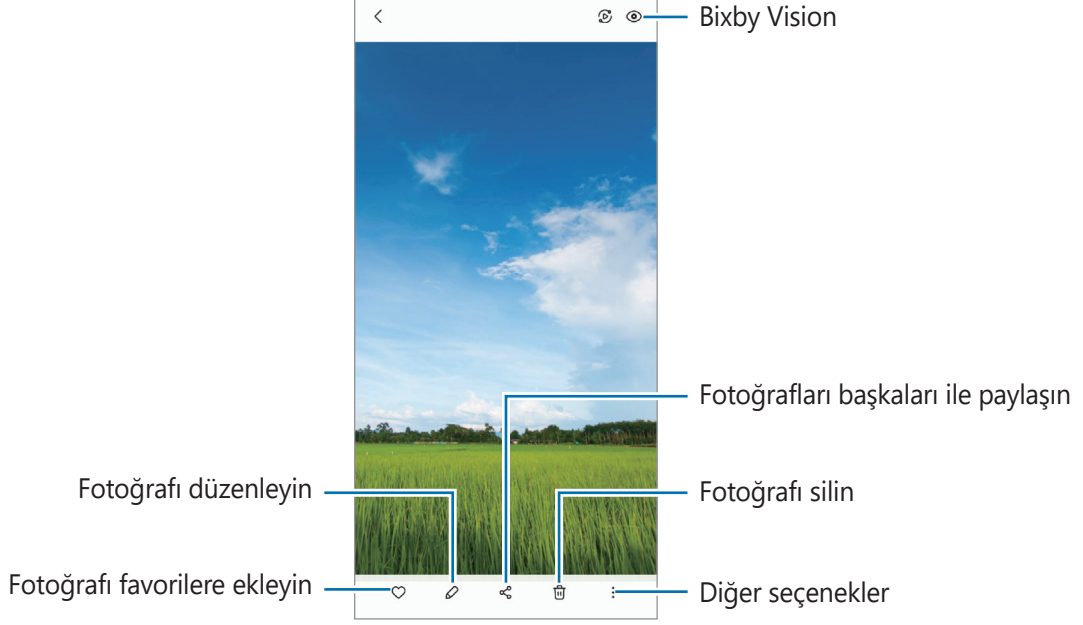 Bixby Vision
Fotoğrafları başkaları ile paylaşın
Fotoğrafı düzenleyin
Fotoğrafı silin
Fotoğrafı favorilere ekleyin
Diğer seçenekler